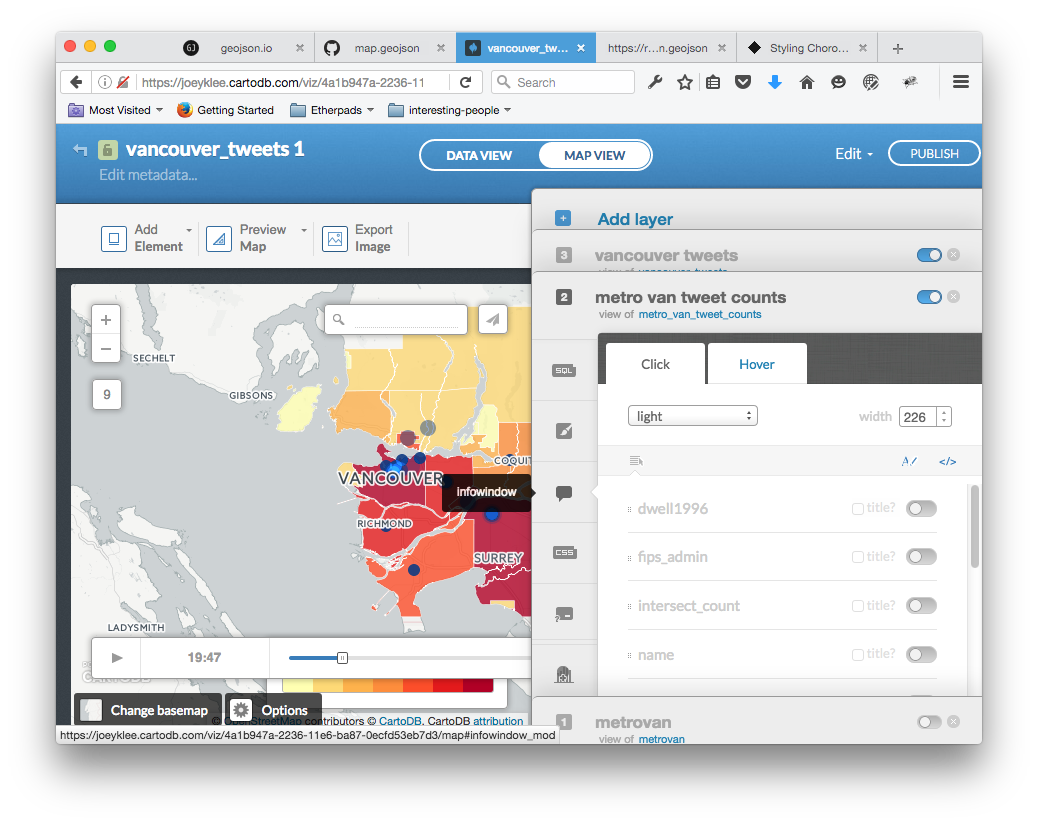 GJ geojson.io
map.geojson
vancouver_tw...
https://r...n.geojson
Styling Choro...
https://joeyklee.cartodb.com/viz/4a1b947a-2236-11
Search
Most Visited
Getting Started
Etherpads
interesting-people
vancouver_tweets 1
Edit metadata...
DATA VIEW
MAP VIEW
Edit
PUBLISH
Add Element
Preview Map
Export Image
+ Add layer
3 vancouver tweets
view of vancouver_tweets
2 metro van tweet counts
view of metro_van_tweet_counts
SQL
CSS
Click
Hover
light
width 226
</>
dwell1996
title?
fips_admin
title?
intersect_count
title?
name
title?
1 metrovan
view of metrovan
+
−
9
SECHELT
GIBSONS
COQUIT
VANCOUVER
infowindow
RICHMOND
SURREY
LADYSMITH
19:47
CARTODB
Change basemap
Options
© OpenStreetMap contributors © CartoDB, CartoDB attribution
https://joeyklee.cartodb.com/viz/4a1b947a-2236-11e6-ba87-0ecfd53eb7d3/map#infowindow_mod